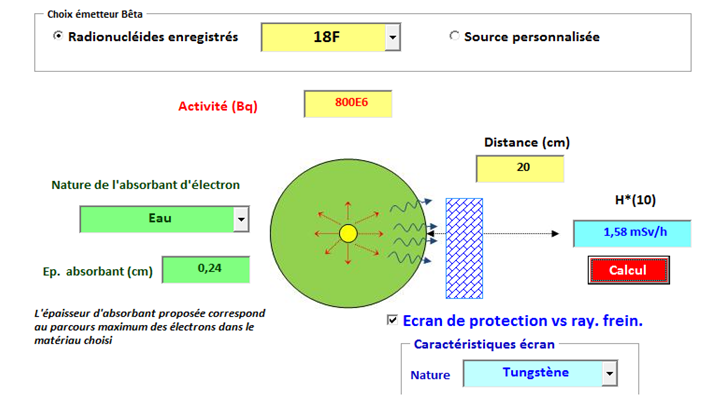 Choix émetteur Bêta
Radionucléides enregistrés
18F
Source personnalisée
Activité (Bq)
800E6
Distance (cm)
20
Nature de l'absorbant d'électron
Eau
H*(10)
1,58 mSv/h
Ep. absorbant (cm)
0,24
Calcul
L'épaisseur d'absorbant proposée correspond
au parcours maximum des électrons dans le
matériau choisi
Ecran de protection vs ray. frein.
Caractéristiques écran
Nature
Tungstène